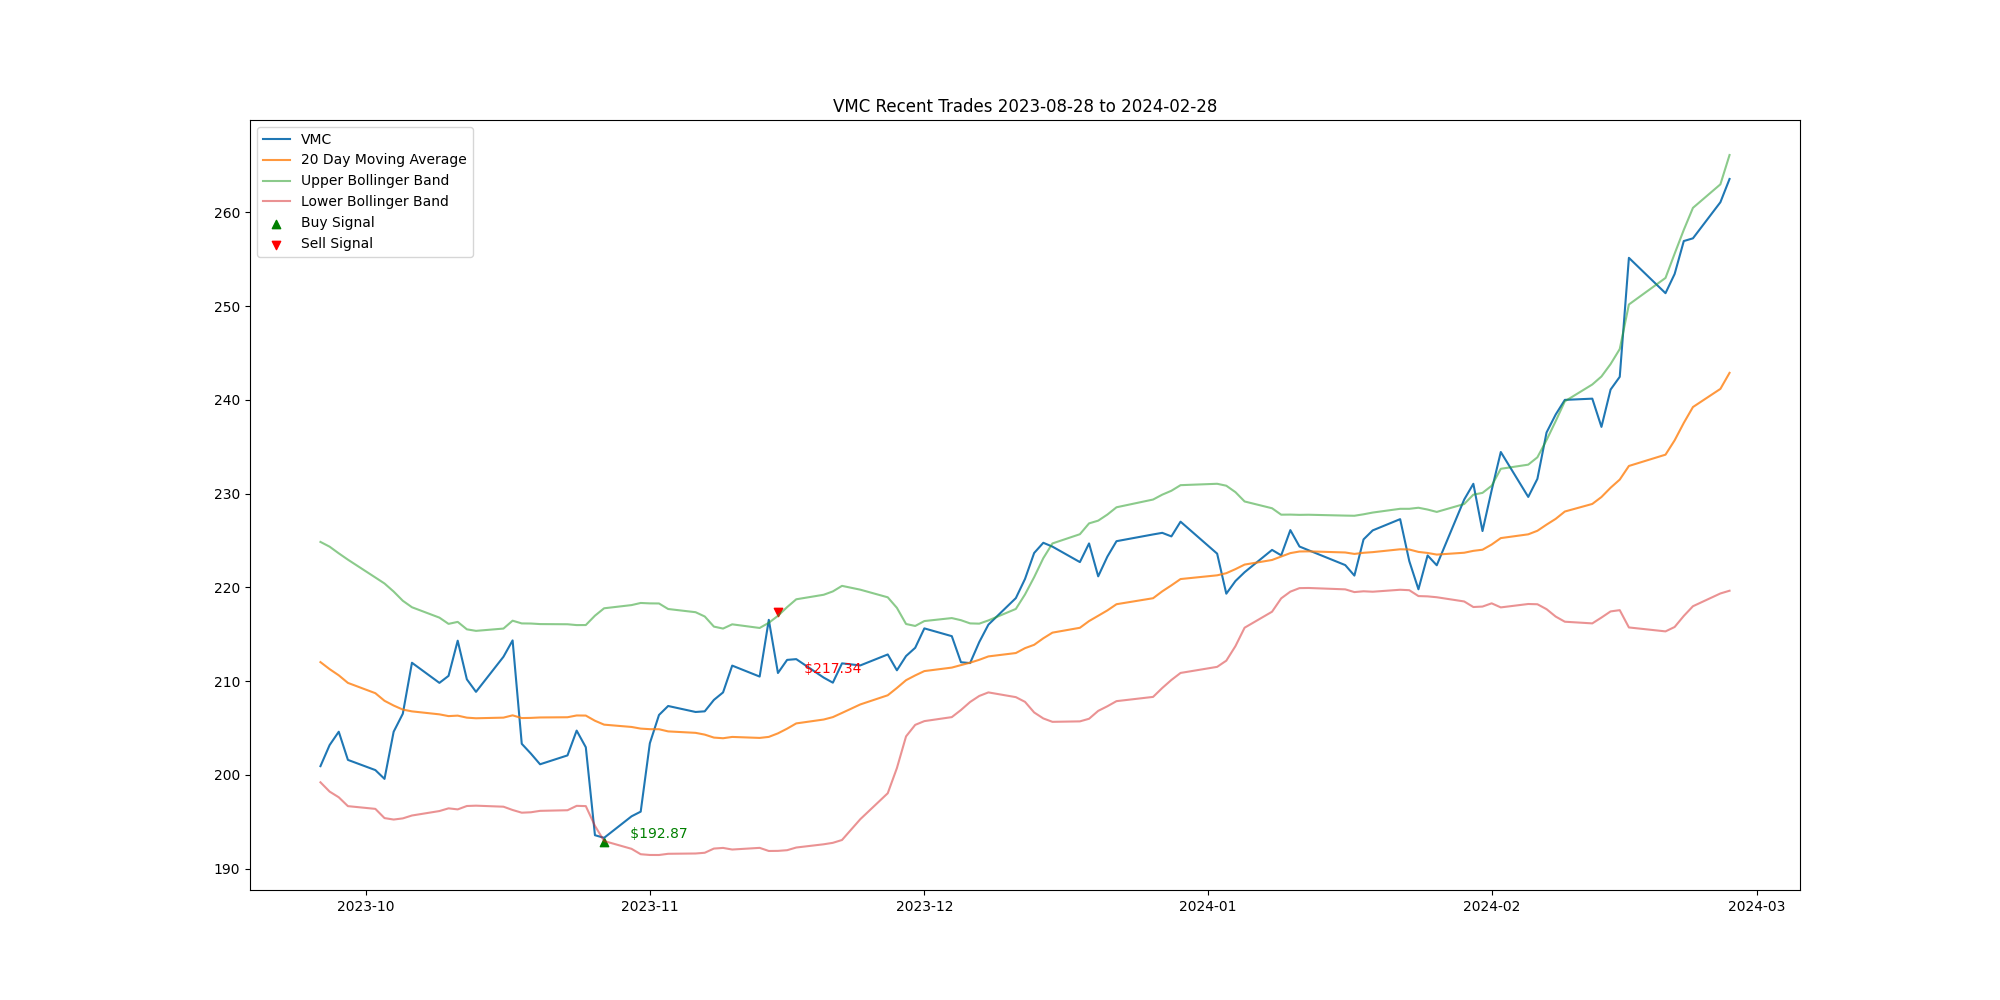 VMC Recent Trades 2023-08-28 to 2024-02-28
VMC
20 Day Moving Average
Upper Bollinger Band
Lower Bollinger Band
Buy Signal
Sell Signal
260
250
240
230
220
210
200
190
$217.34
$192.87
2023-10
2023-11
2023-12
2024-01
2024-02
2024-03